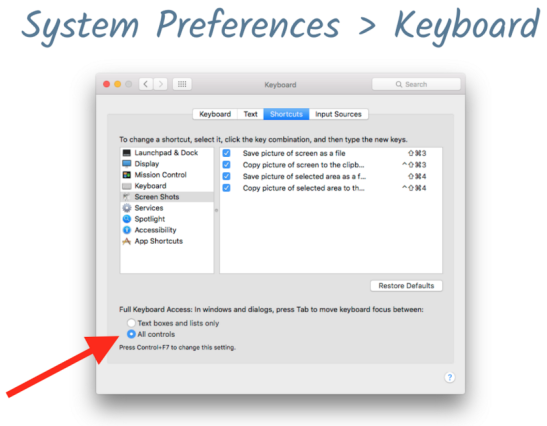 System Preferences > Keyboard
Keyboard
Search
Keyboard Text Shortcuts Input Sources
To change a shortcut, select it, click the key combination, and then type the new keys.
Launchpad & Dock
Display
Mission Control
Keyboard
Screen Shots
Services
Spotlight
Accessibility
App Shortcuts
Save picture of screen as a file ⇧⌘3
Copy picture of screen to the clipb... ^⇧⌘3
Save picture of selected area as a f... ⇧⌘4
Copy picture of selected area to th... ^⇧⌘4
Restore Defaults
Full Keyboard Access: In windows and dialogs, press Tab to move keyboard focus between:
Text boxes and lists only
All controls
Press Control+F7 to change this setting.
?